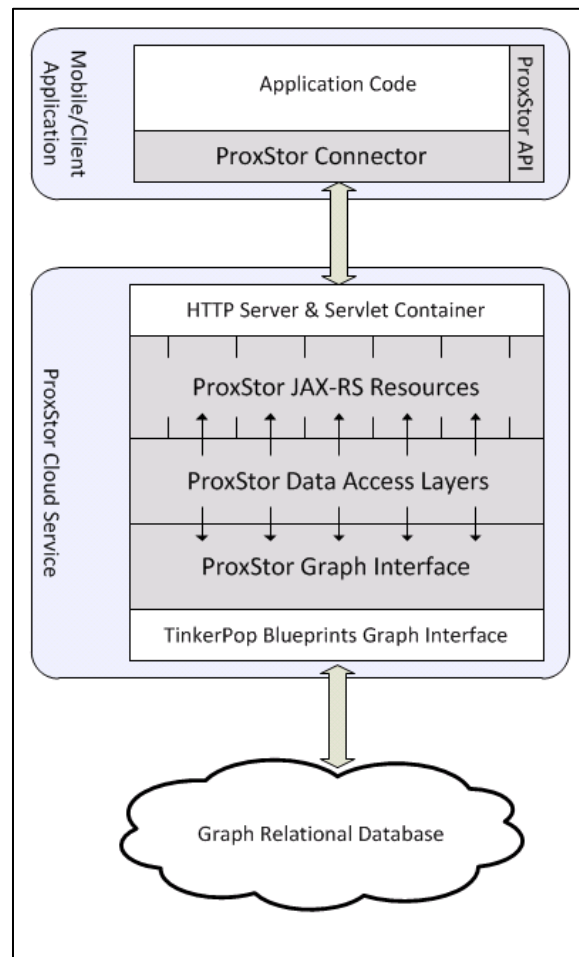 Mobile/Client
Application
Application Code
ProxStor API
ProxStor Connector
ProxStor Cloud Service
HTTP Server & Servlet Container
ProxStor JAX-RS Resources
ProxStor Data Access Layers
ProxStor Graph Interface
TinkerPop Blueprints Graph Interface
Graph Relational Database